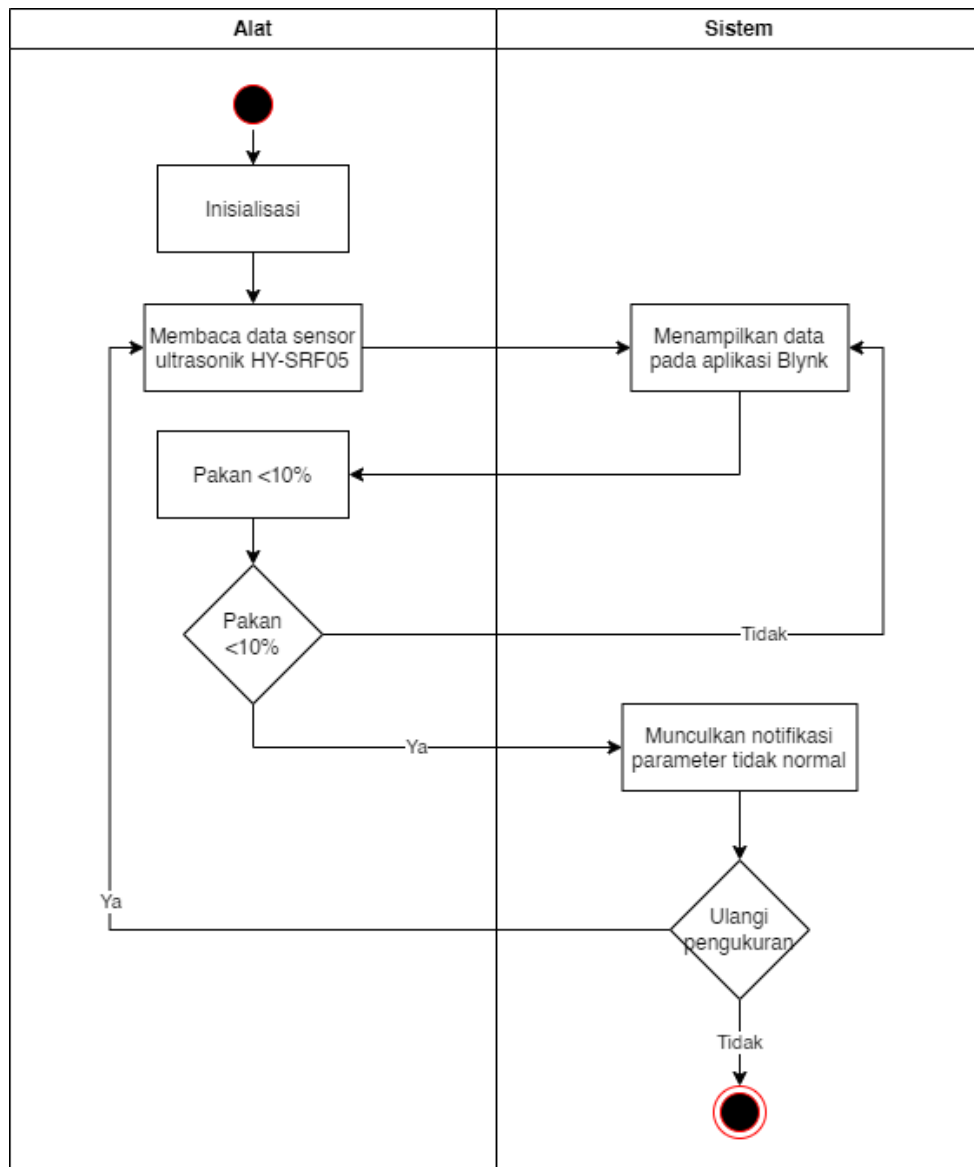 Alat
Sistem
Inisialisasi
Membaca data sensor
ultrasonik HY-SRF05
Menampilkan data
pada aplikasi Blynk
Pakan <10%
Pakan
<10%
Tidak
Ya
Munculkan notifikasi
parameter tidak normal
Ya
Ulangi
pengukuran
Tidak